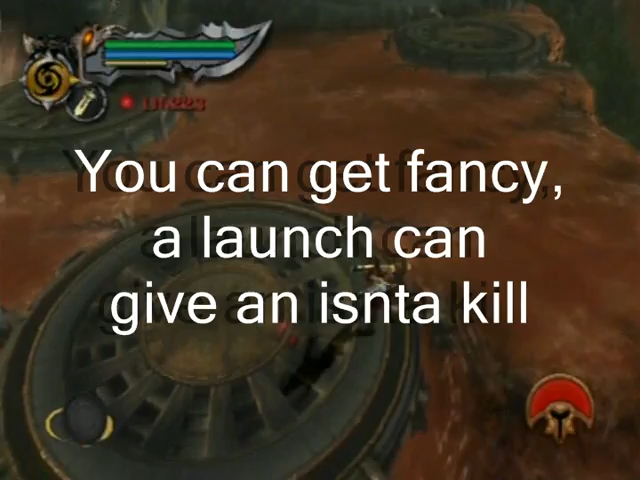 You can get fancy,
a launch can
give an isnta kill